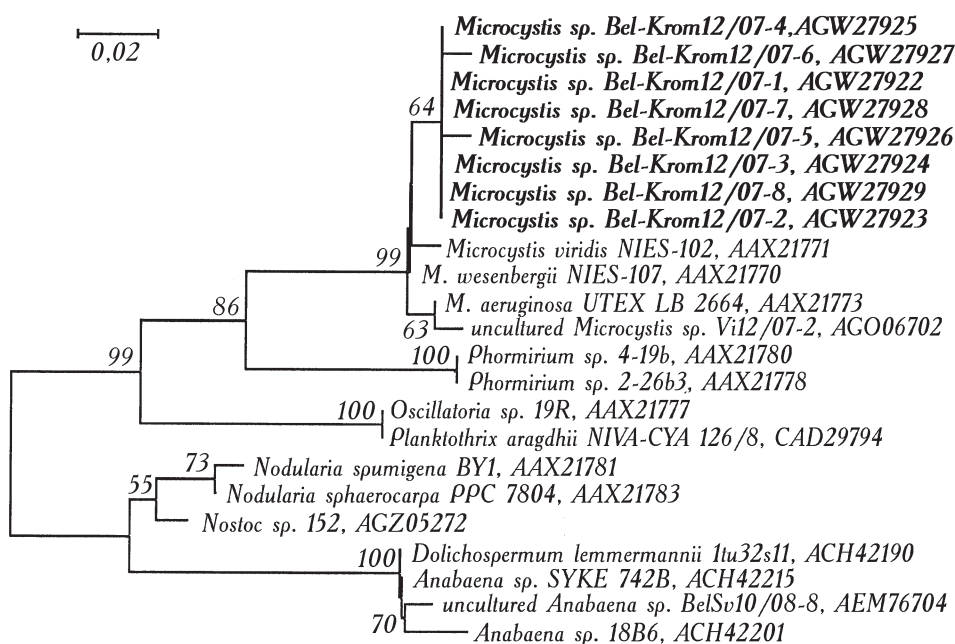 0,02
Microcystis sp. Bel-Krom12/07-4,AGW27925
Microcystis sp. Bel-Krom12/07-6, AGW27927
Microcystis sp. Bel-Krom12/07-1, AGW27922
Microcystis sp. Bel-Krom12/07-7, AGW27928
64
Microcystis sp. Bel-Krom12/07-5, AGW27926
Microcystis sp. Bel-Krom12/07-3, AGW27924
Microcystis sp. Bel-Krom12/07-8, AGW27929
Microcystis sp. Bel-Krom12/07-2, AGW27923
Microcystis viridis NIES-102, AAX21771
99
M. wesenbergii NIES-107, AAX21770
M. aeruginosa UTEX LB 2664, AAX21773
86
63
uncultured Microcystis sp. Vi12/07-2, AGO06702
99
100
Phormirium sp. 4-19b, AAX21780
Phormirium sp. 2-26b3, AAX21778
100
Oscillatoria sp. 19R, AAX21777
Planktothrix aragdhii NIVA-CYA 126/8, CAD29794
73
Nodularia spumigena BY1, AAX21781
55
Nodularia sphaerocarpa PPC 7804, AAX21783
Nostoc sp. 152, AGZ05272
100
Dolichospermum lemmermannii 1tu32s11, ACH42190
Anabaena sp. SYKE 742B, ACH42215
uncultured Anabaena sp. BelSv10/08-8, AEM76704
70
Anabaena sp. 18B6, ACH42201